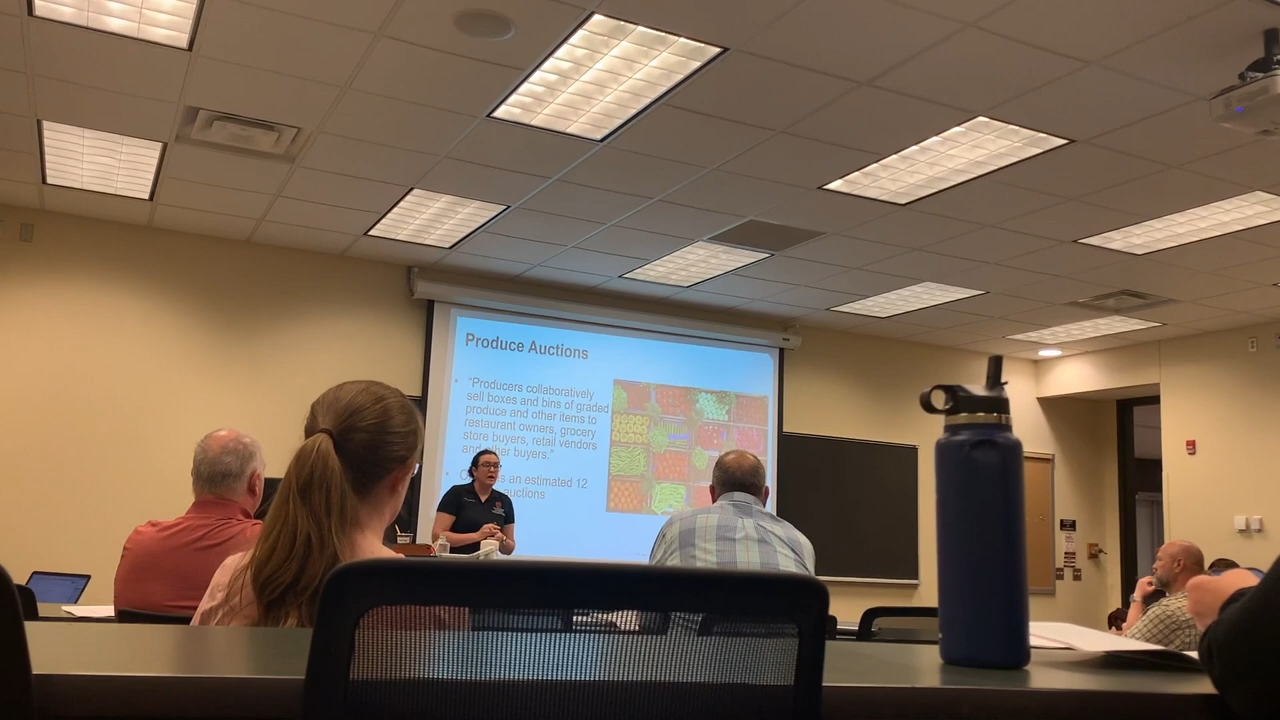 Produce Auctions
• "Producers collaboratively
sell boxes and bins of graded
produce and other items to
restaurant owners, grocery
store buyers, retail vendors
and other buyers."
• an estimated 12
auctions